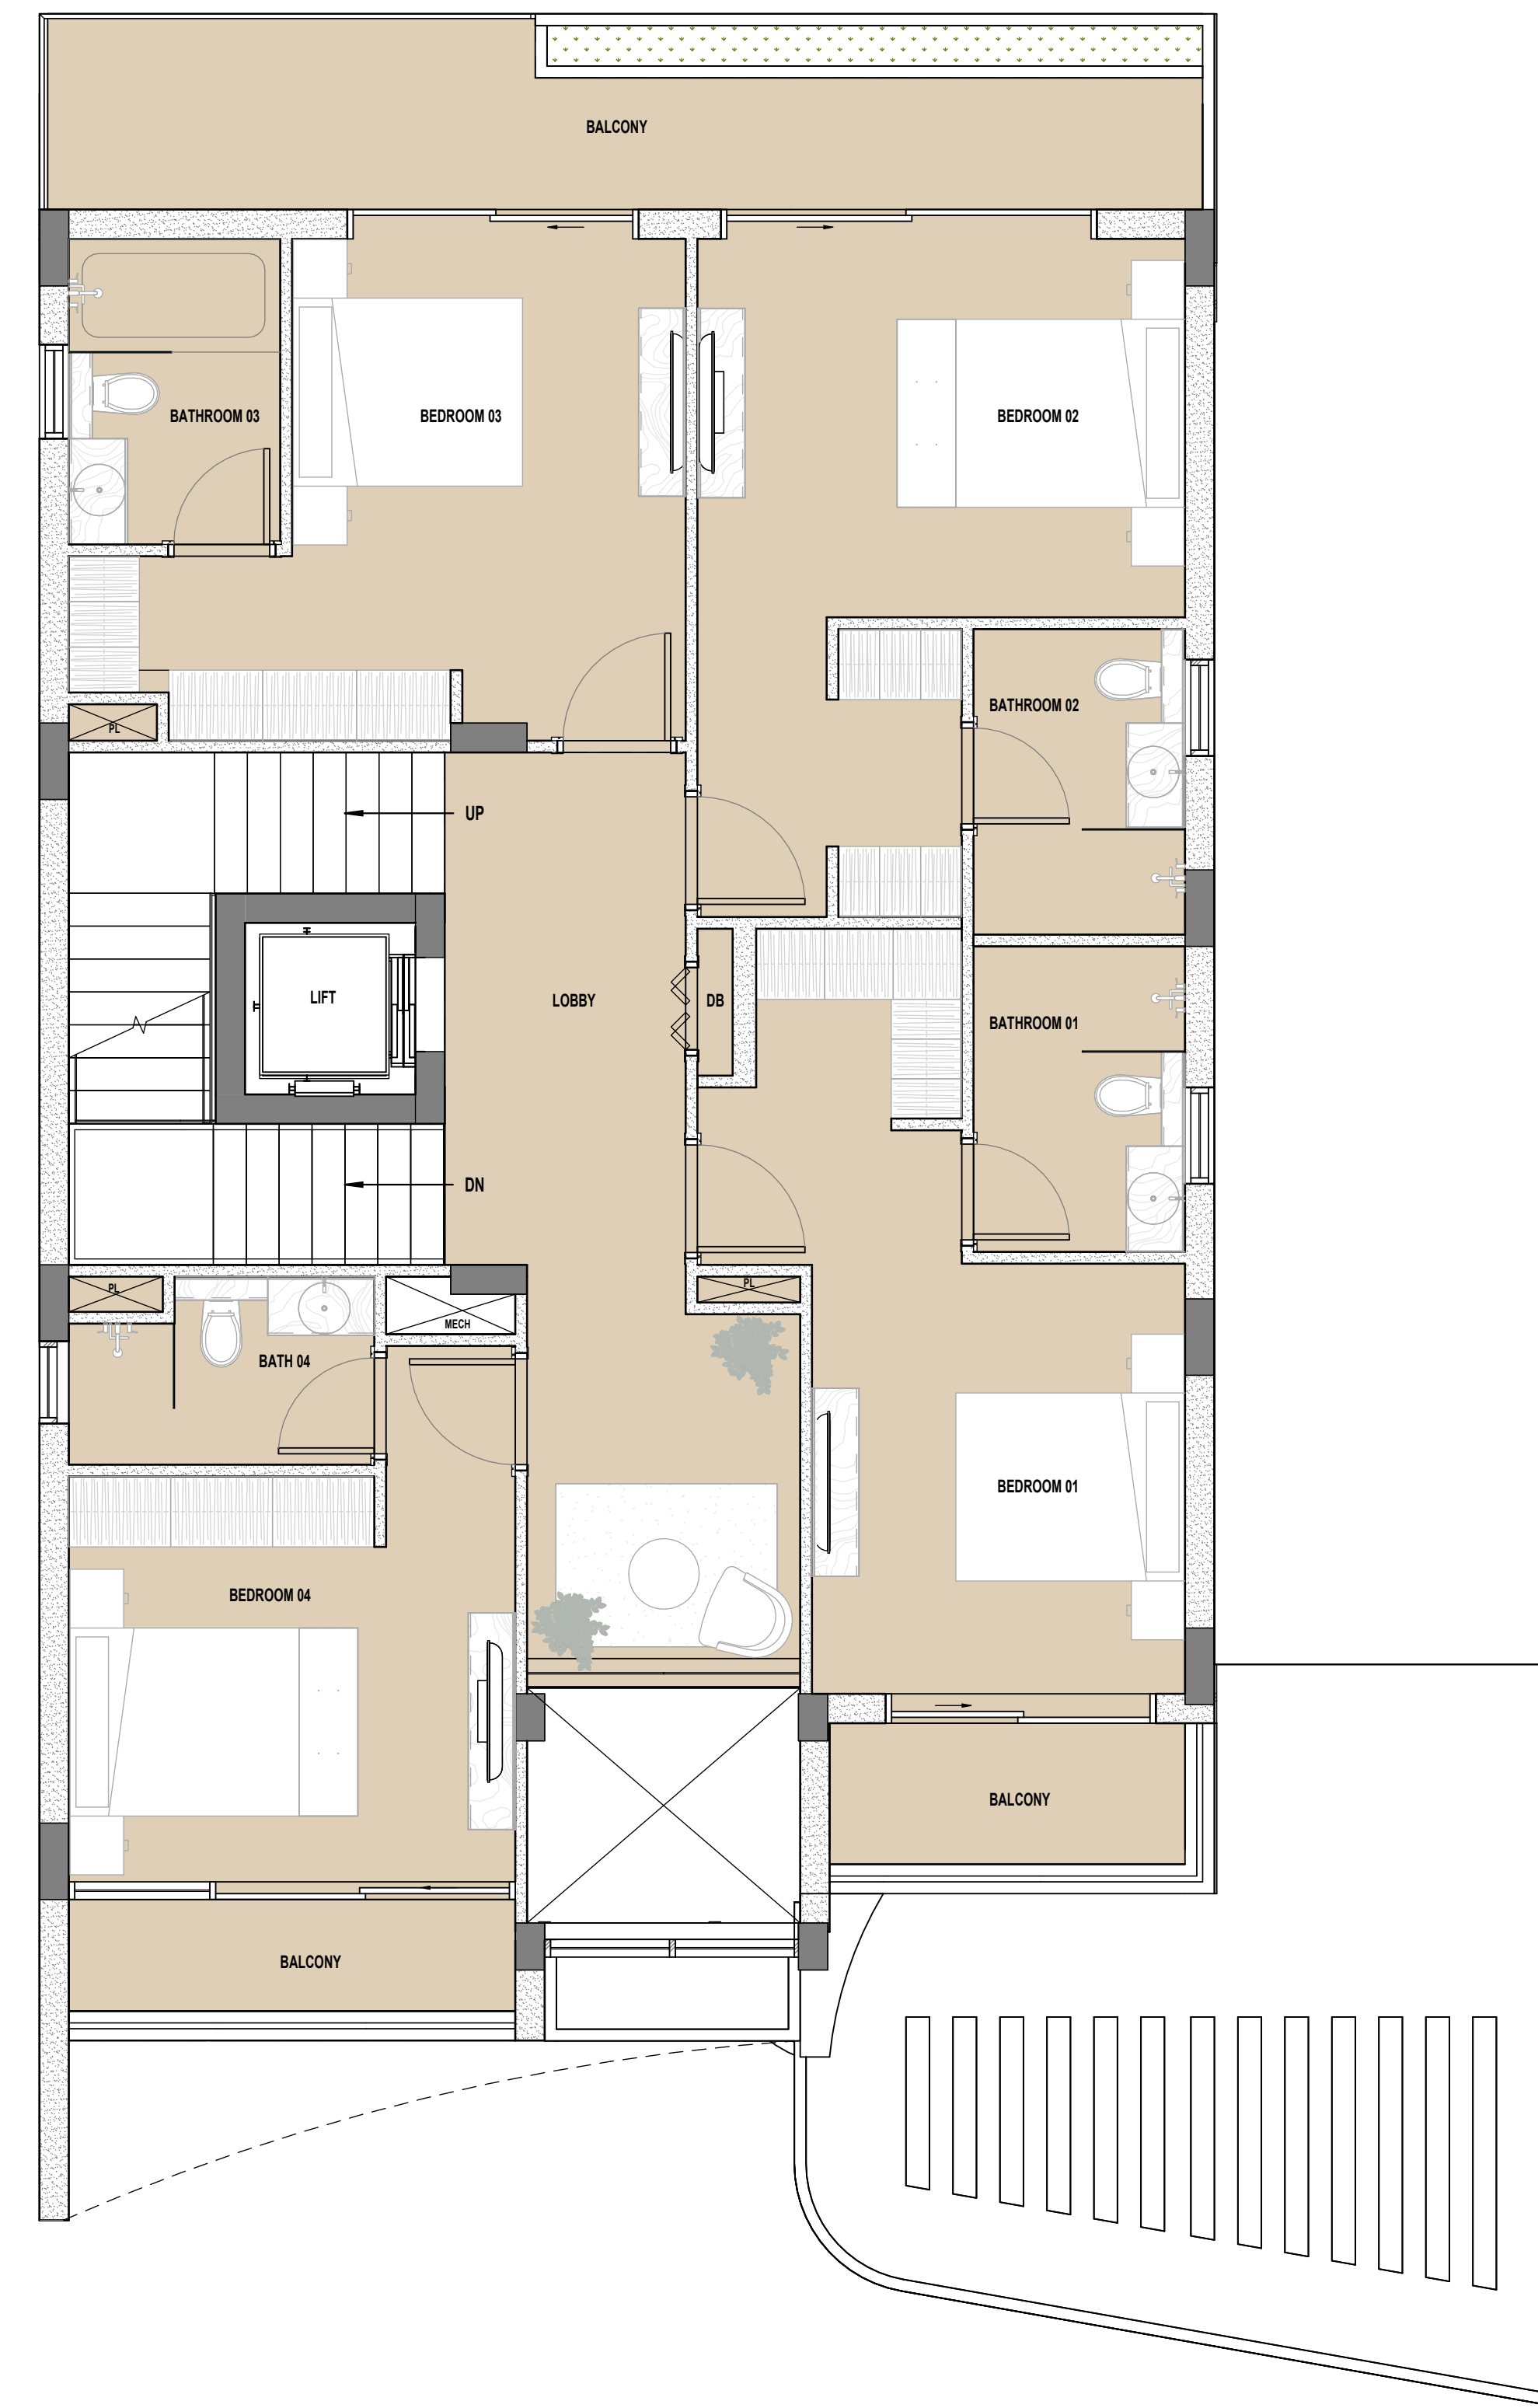 BALCONY
BATHROOM 03
BEDROOM 03
BEDROOM 02
BATHROOM 02
PL
UP
LIFT
LOBBY
DB
BATHROOM 01
DN
PL
PL
MECH
BATH 04
BEDROOM 01
BEDROOM 04
BALCONY
BALCONY